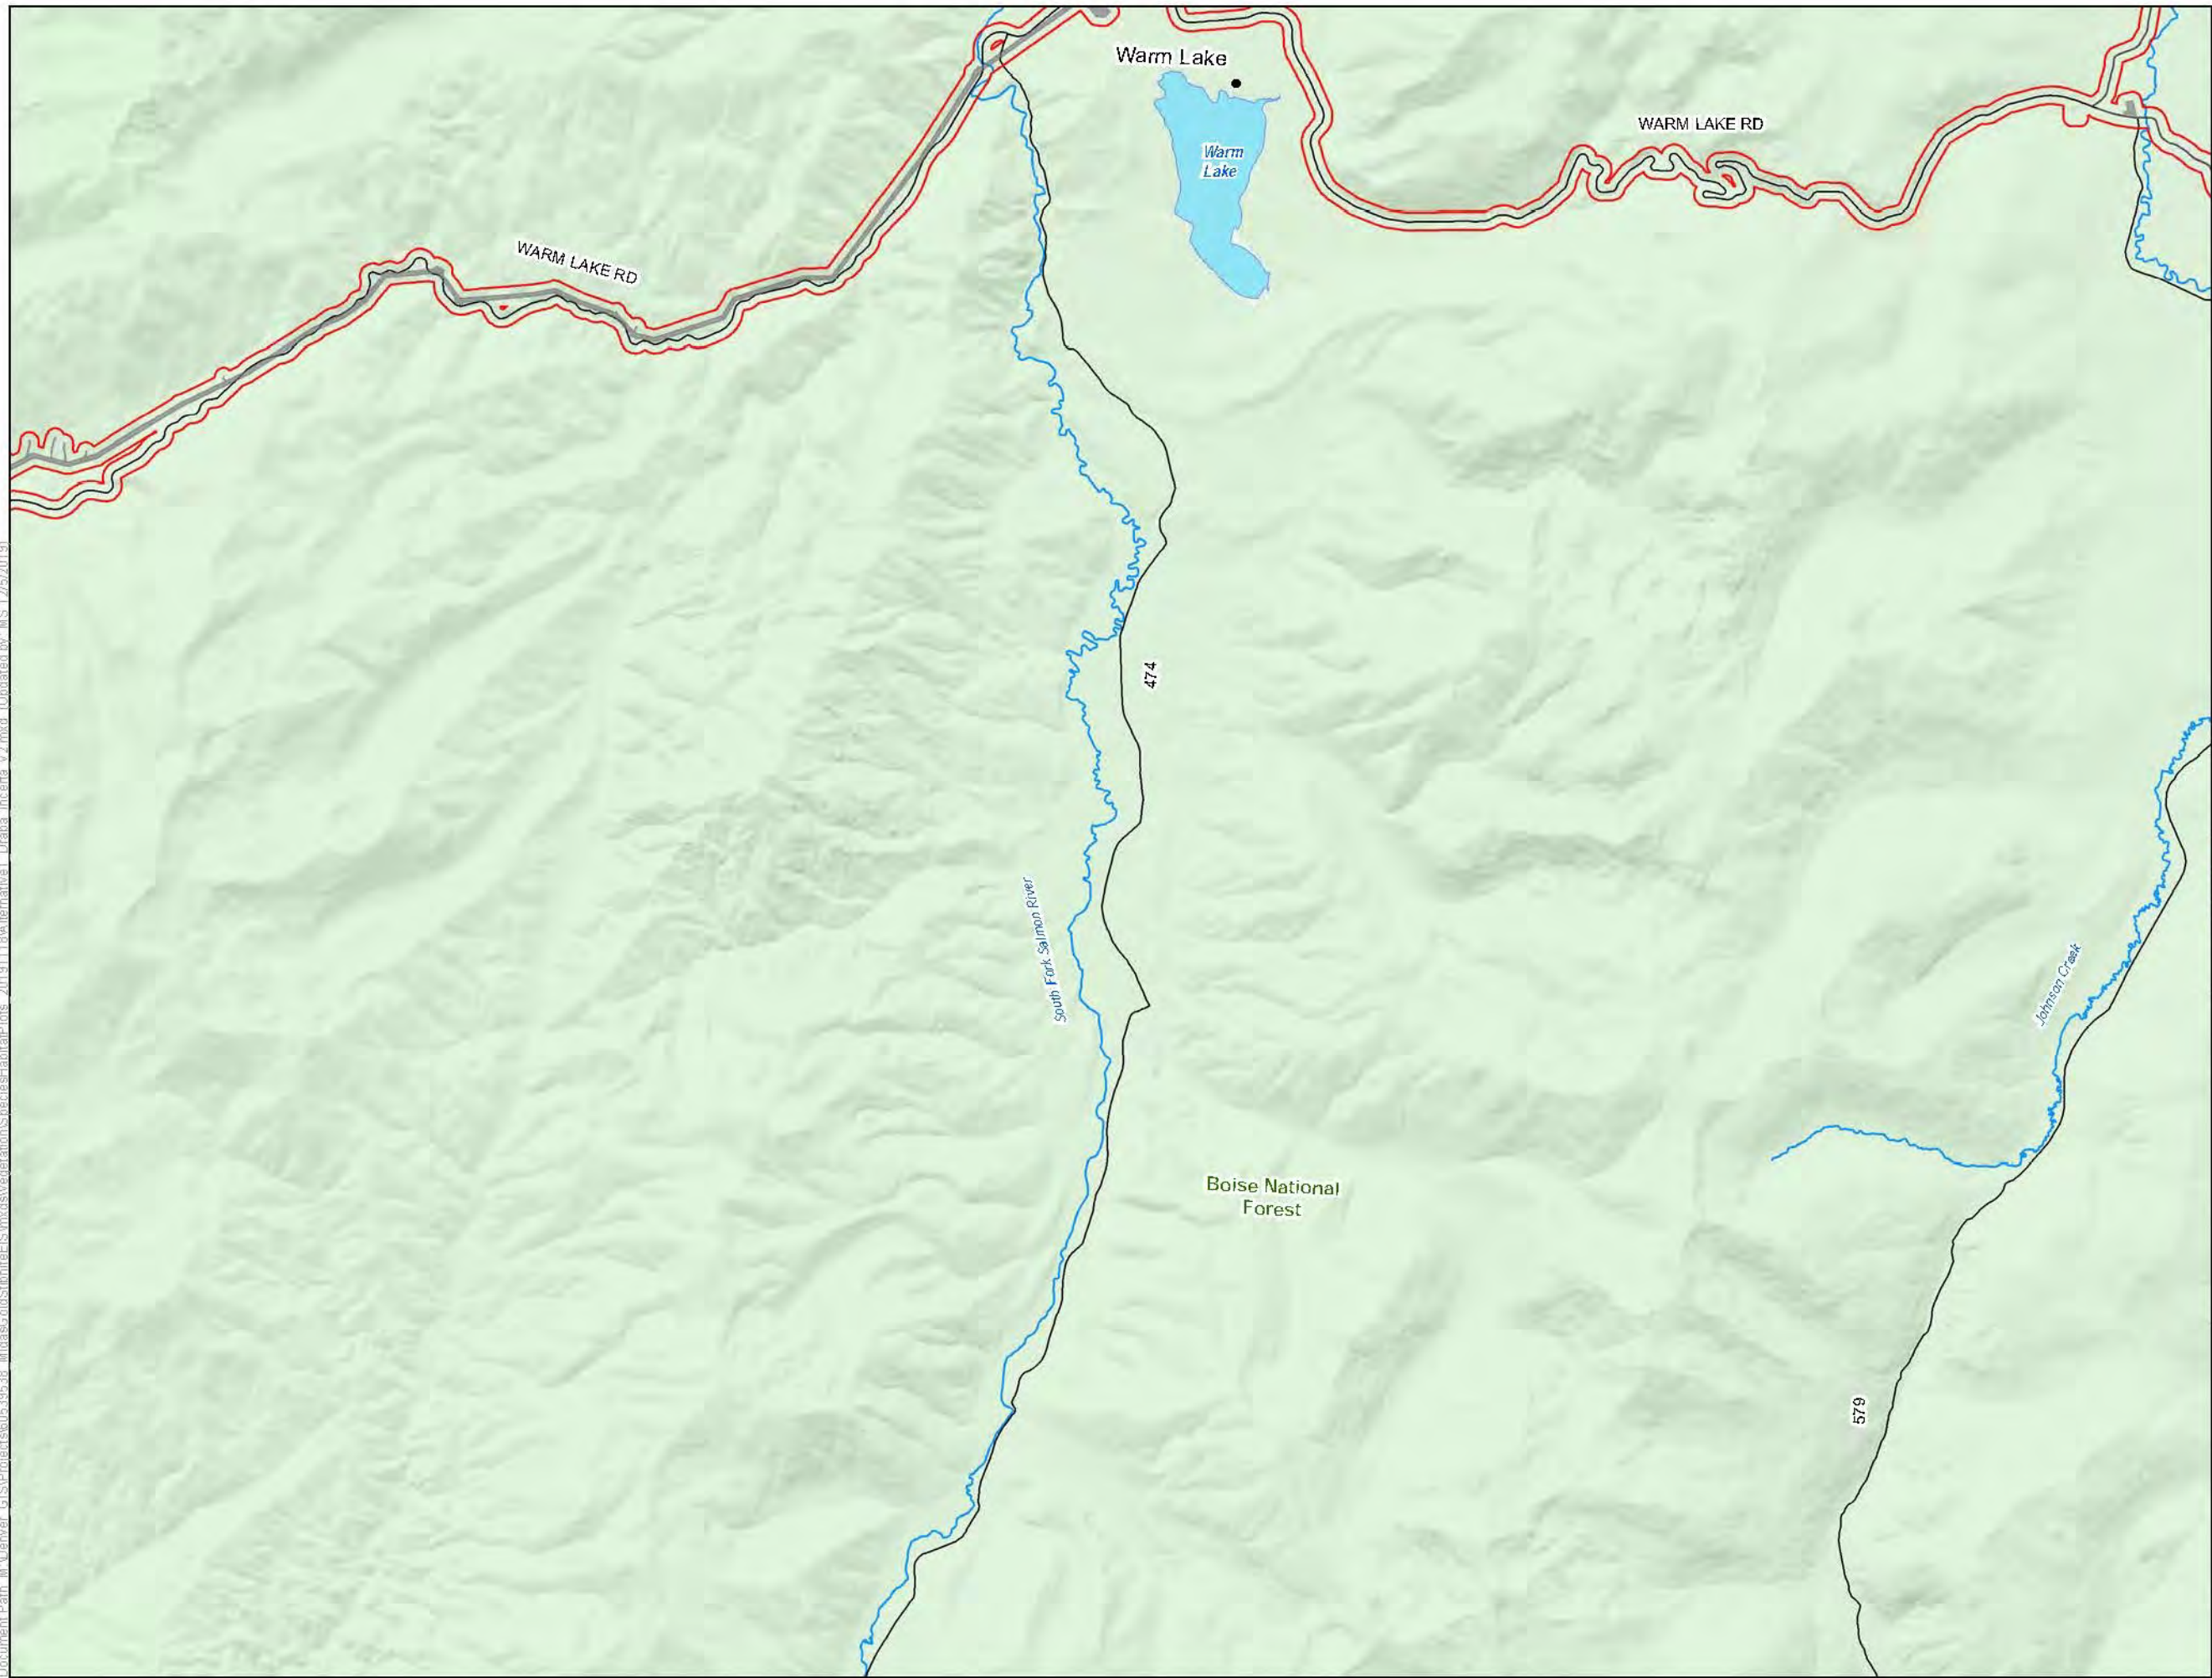 Warm Lake
WARM LAKE RD
Warm
Lake
WARM LAKE RD
474
South Fork Salmon River
Johnson Creek
Boise National
Forest
579